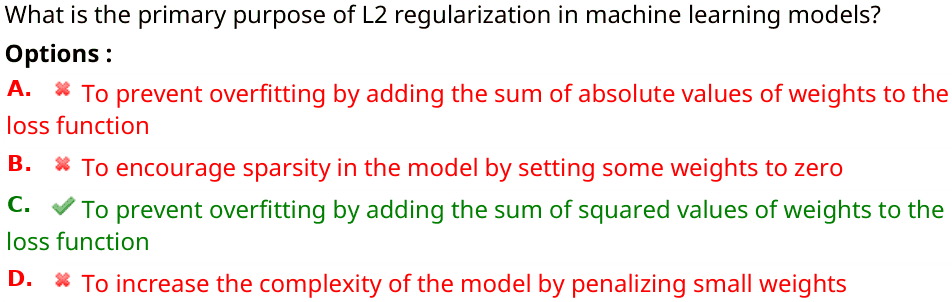 What is the primary purpose of L2 regularization in machine learning models?
Options :
A. To prevent overfitting by adding the sum of absolute values of weights to the
loss function
B. To encourage sparsity in the model by setting some weights to zero
C. To prevent overfitting by adding the sum of squared values of weights to the
loss function
D. To increase the complexity of the model by penalizing small weights